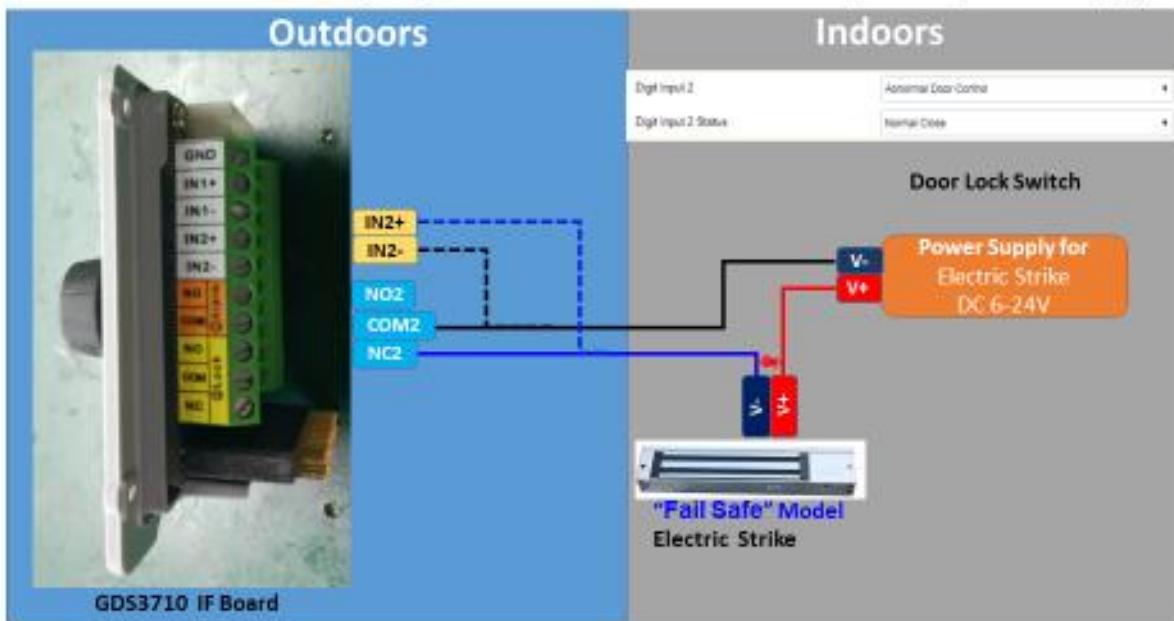 Outdoors
Indoors
Digit Input 2
Abnormal Door Control
Digit Input 2 Status
Normal Close
Door Lock Switch
GND
IN1+
IN1-
IN2+
IN2-
NO
COM
NO
COM
NC
IN2+
IN2-
NO2
COM2
NC2
V-
V+
Power Supply for
Electric Strike
DC 6-24V
V-
V+
"Fail Safe" Model
Electric Strike
GDS3710 IF Board